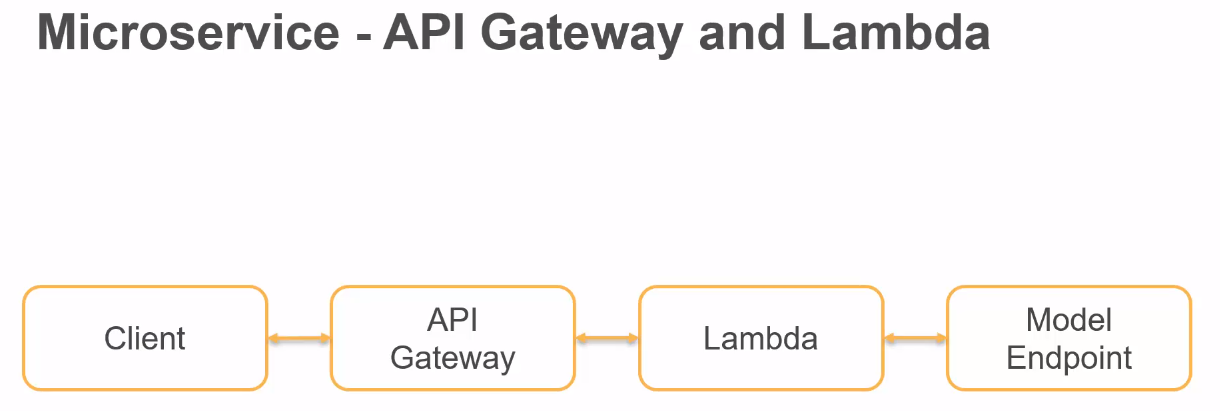 Microservice - API Gateway and Lambda
Client
API
Gateway
Lambda
Model
Endpoint